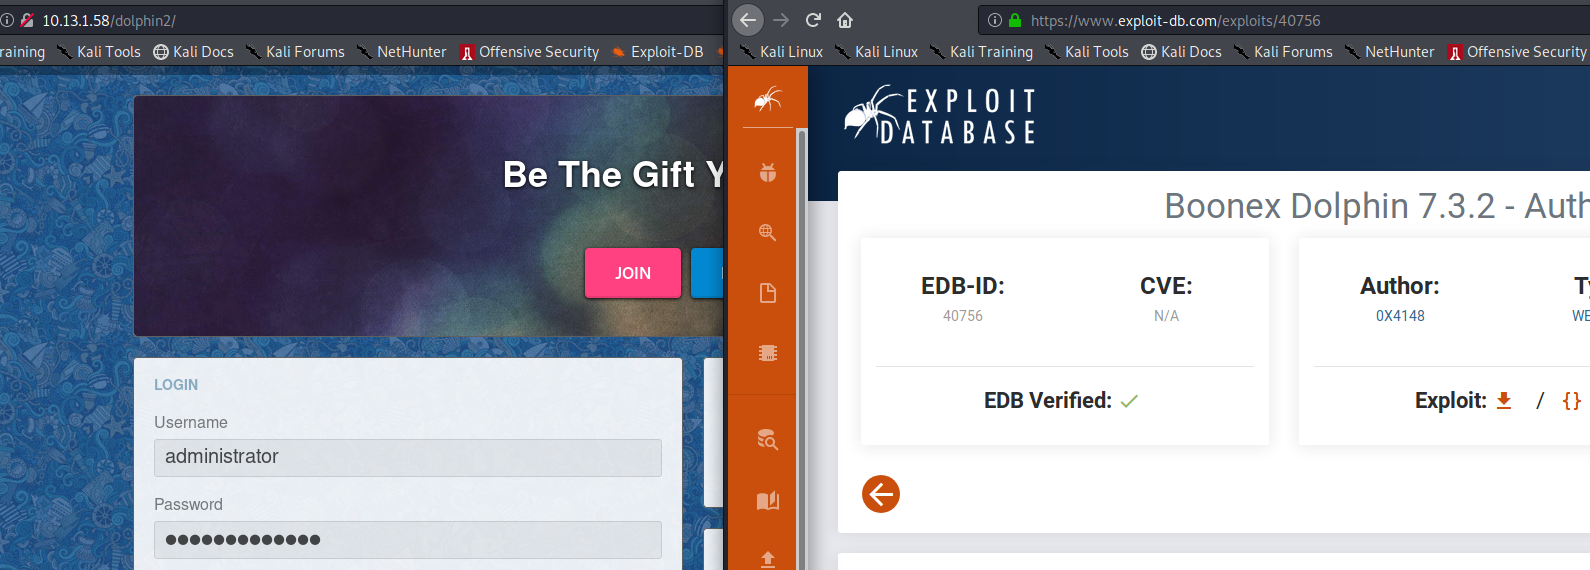 10.13.1.58/dolphin2/
raining Kali Tools Kali Docs Kali Forums NetHunter Offensive Security Exploit-DB
Be The Gift Y
JOIN
LOGIN
Username
administrator
Password
●●●●●●●●●●●●●
https://www.exploit-db.com/exploits/40756
Kali Linux Kali Linux Kali Training Kali Tools Kali Docs Kali Forums NetHunter Offensive Security
EXPLOIT
DATABASE
Boonex Dolphin 7.3.2 - Auth
EDB-ID: CVE: Author: Ty
40756 N/A 0X4148 WE
EDB Verified: Exploit: / {}